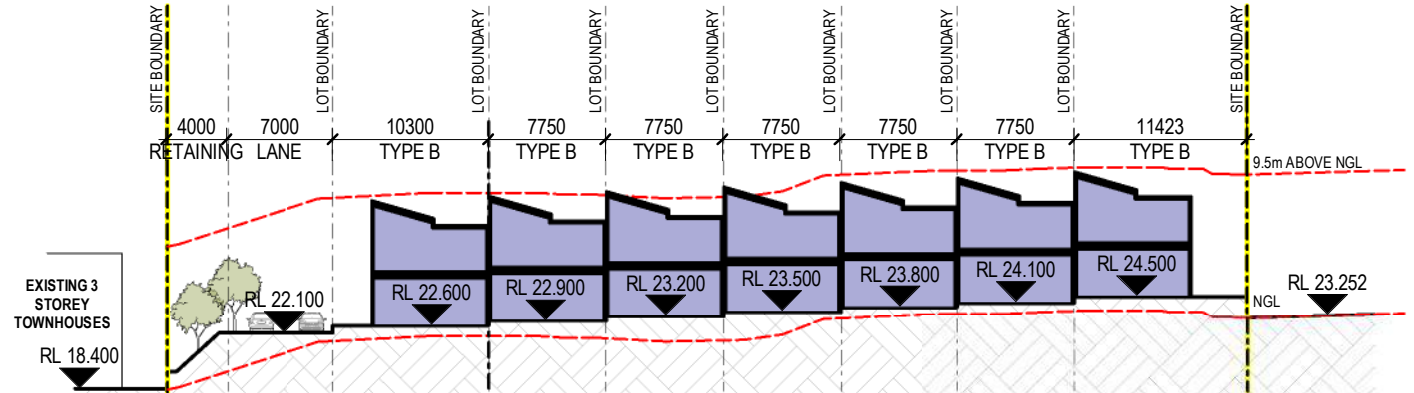 SITE BOUNDARY
LOT BOUNDARY
LOT BOUNDARY
LOT BOUNDARY
LOT BOUNDARY
LOT BOUNDARY
LOT BOUNDARY
LOT BOUNDARY
SITE BOUNDARY
4000 7000 10300 7750 7750 7750 7750 7750 11423
RETAINING LANE TYPE B TYPE B TYPE B TYPE B TYPE B TYPE B TYPE B
9.5m ABOVE NGL
RL 22.100 RL 22.600 RL 22.900 RL 23.200 RL 23.500 RL 23.800 RL 24.100 RL 24.500
NGL
RL 23.252
EXISTING 3
STOREY
TOWNHOUSES
RL 18.400